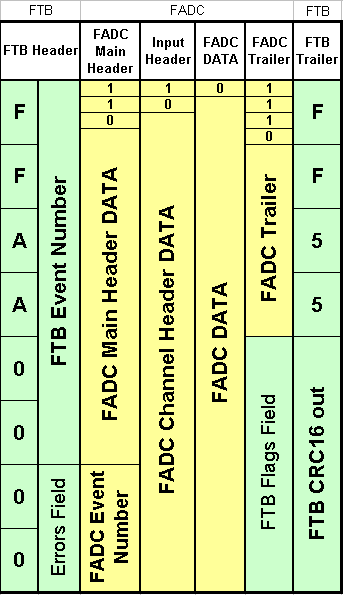 FTB
FADC
FTB
FTB Header
FADC
Main
Header
Input
Header
FADC
DATA
FADC
Trailer
FTB
Trailer
F
F
A
A
0
0
0
0
FTB Event Number
Errors Field
1
1
0
FADC Main Header DATA
FADC Event
Number
1
0
FADC Channel Header DATA
0
FADC DATA
1
1
1
0
FADC Trailer
FTB Flags Field
F
F
5
5
FTB CRC16 out